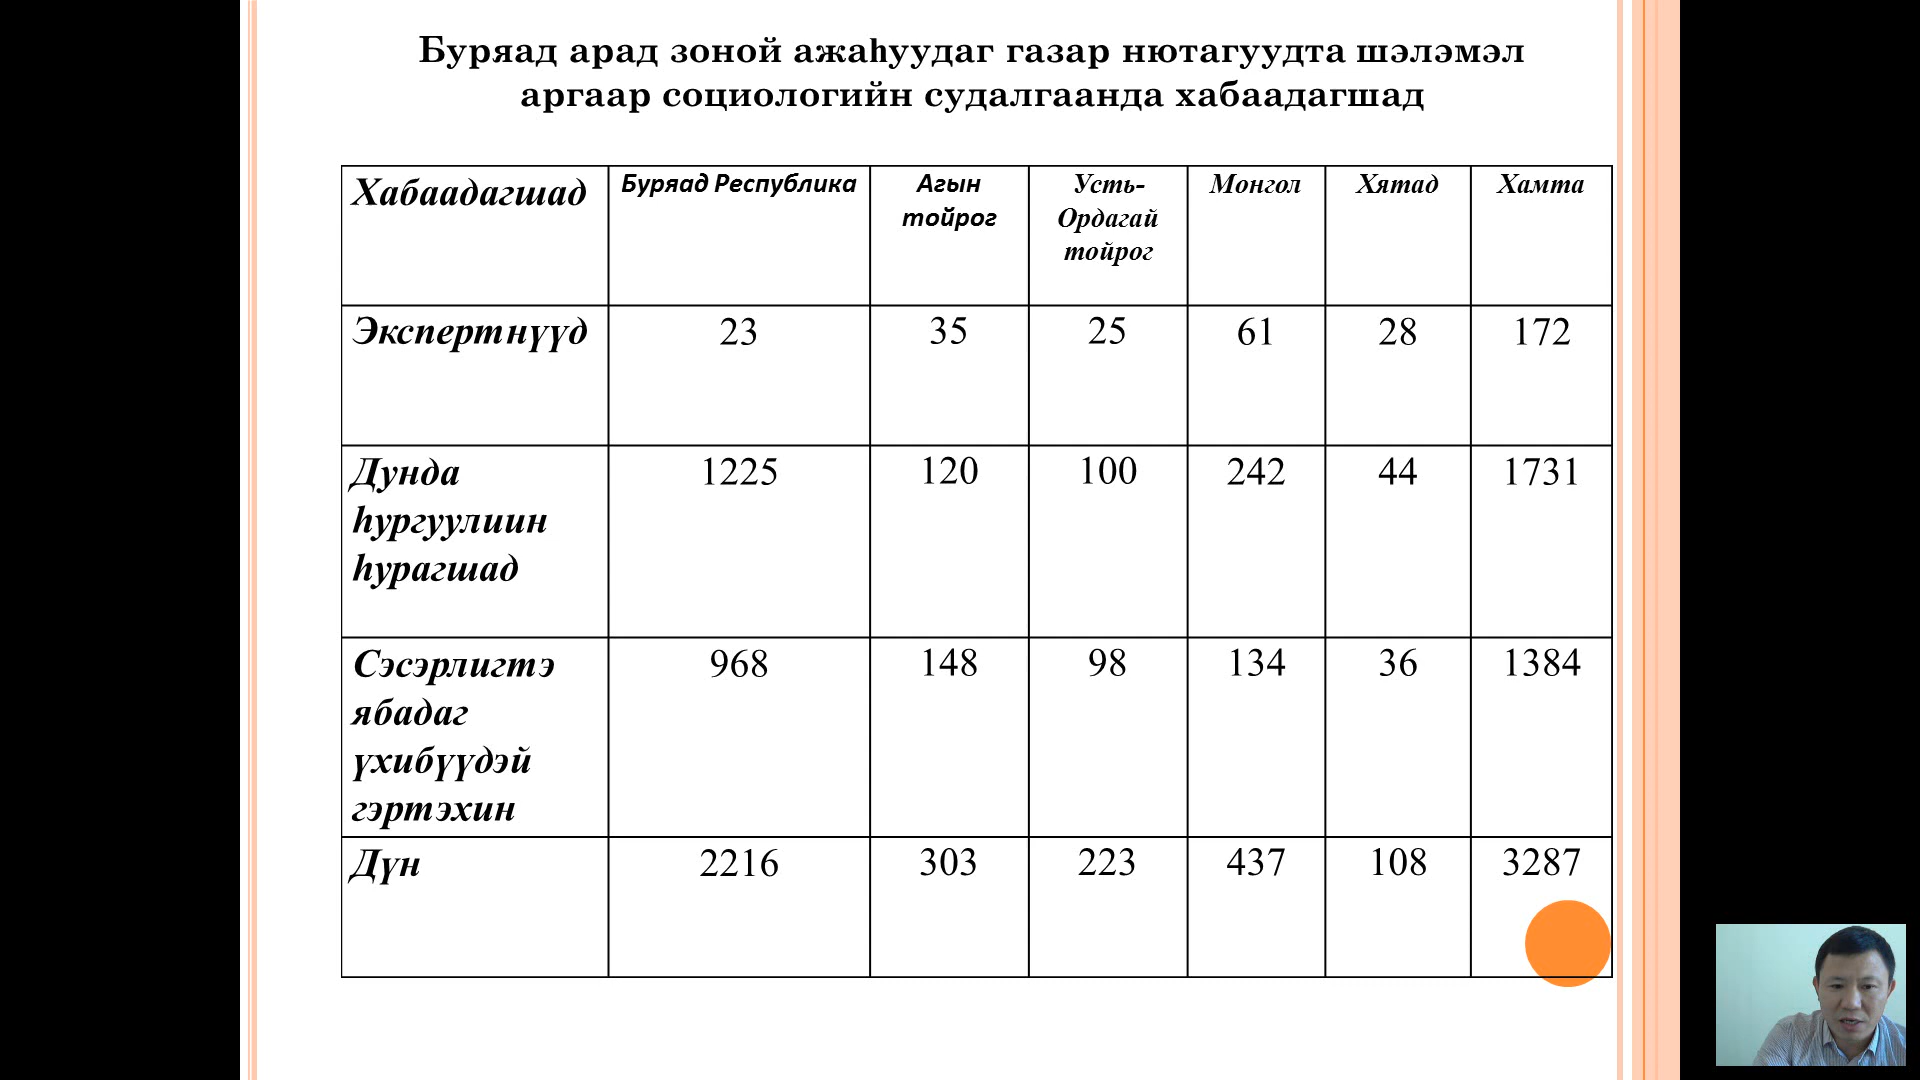 Буряад арад зоной ажаһуудаг газар нютагуудта шэлэмэл
аргаар социологийн судалгаанда хабаадагшад
Хабаадагшад
Буряад Республика
Агын
тойрог
Усть-
Ордагай
тойрог
Монгол
Хятад
Хамта
Экспертнүүд
23
35
25
61
28
172
Дунда
һургуулиин
һурагшад
1225
120
100
242
44
1731
Сэсэрлигтэ
ябадаг
үхибүүдэй
гэртэхин
968
148
98
134
36
1384
Дүн
2216
303
223
437
108
3287